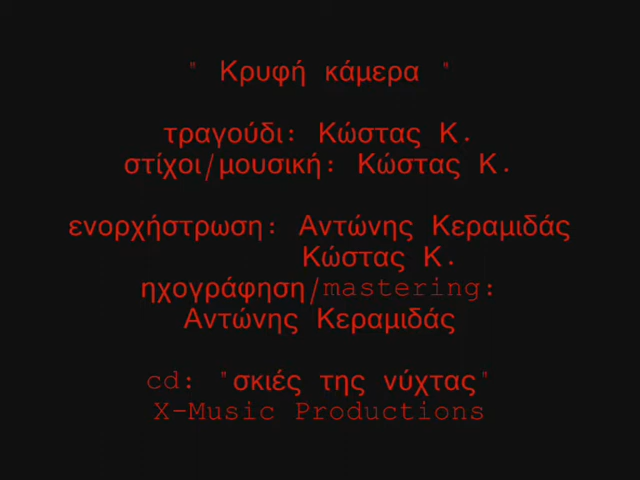 " Κρυφή κάμερα "
τραγούδι: Κώστας Κ.
στίχοι/μουσική: Κώστας Κ.
ενορχήστρωση: Αντώνης Κεραμιδάς
Κώστας Κ.
ηχογράφηση/mastering:
Αντώνης Κεραμιδάς
cd: "σκιές της νύχτας"
X-Music Productions